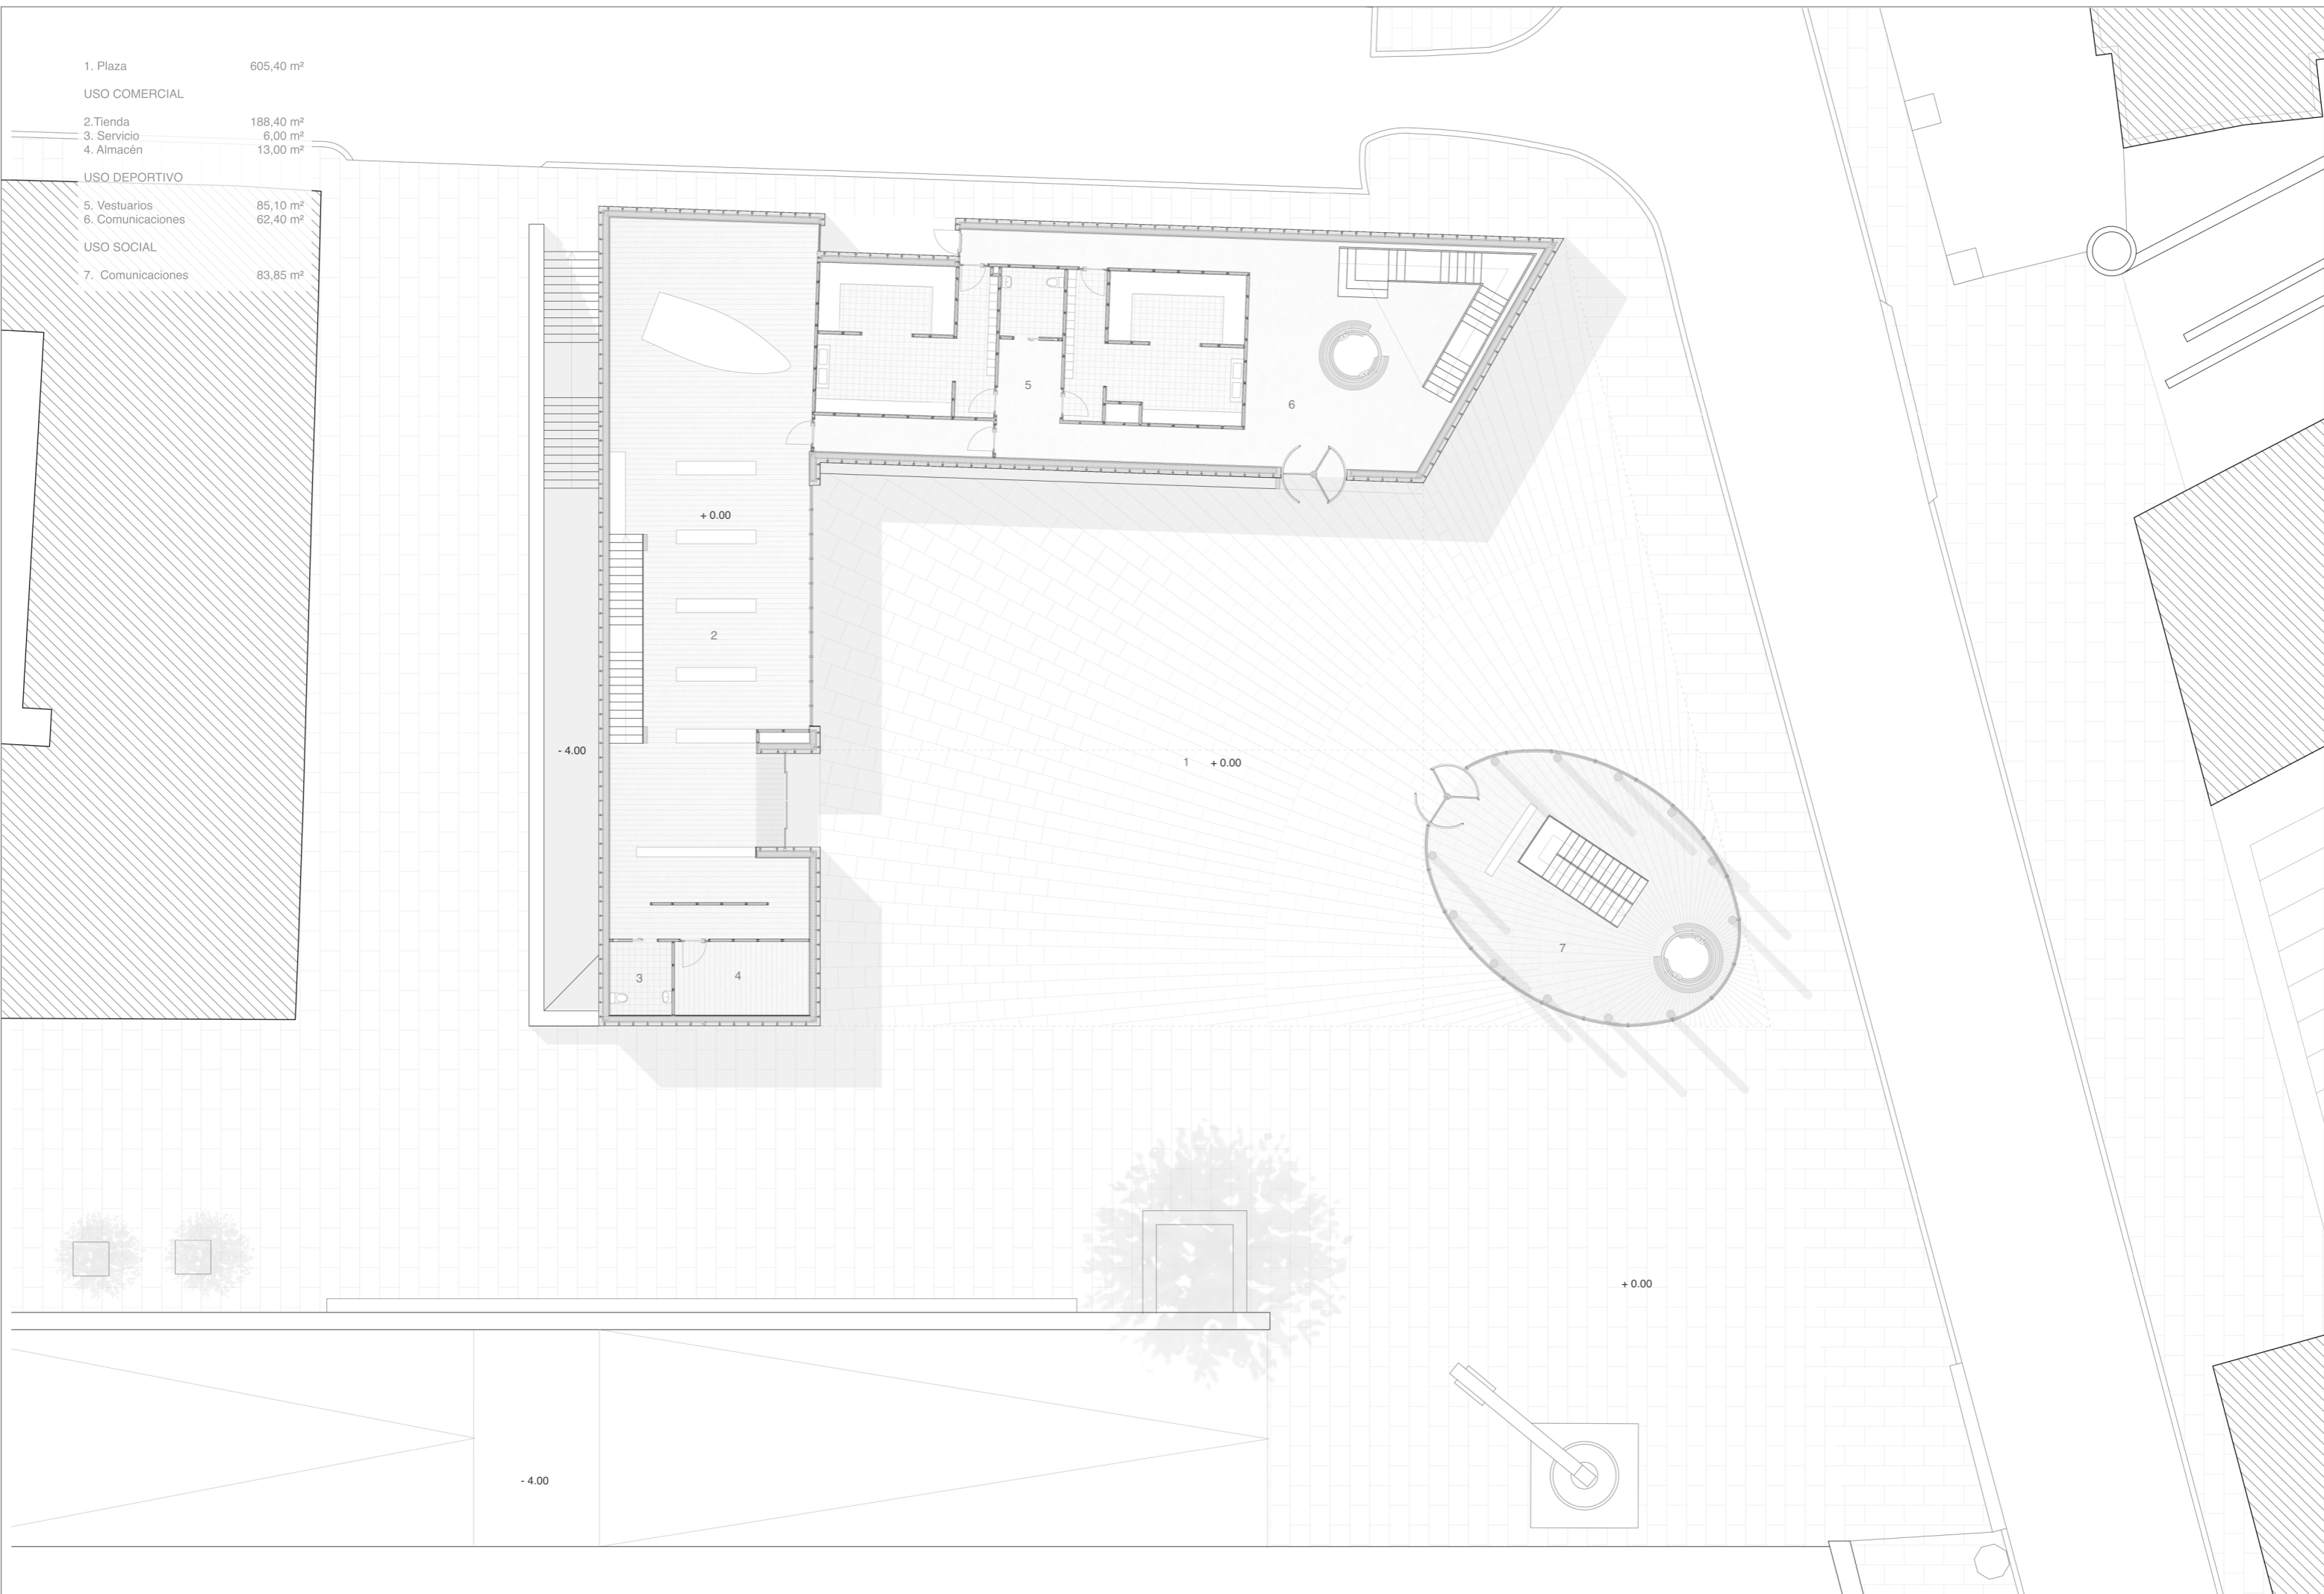 1. Plaza 605,40 m²
USO COMERCIAL
2.Tienda 188,40 m²
3. Servicio 6,00 m²
4. Almacén 13,00 m²
USO DEPORTIVO
5. Vestuarios 85,10 m²
6. Comunicaciones 62,40 m²
USO SOCIAL
7. Comunicaciones 83,85 m²
5
6
+ 0.00
2
- 4.00
1 + 0.00
7
3
4
+ 0.00
- 4.00